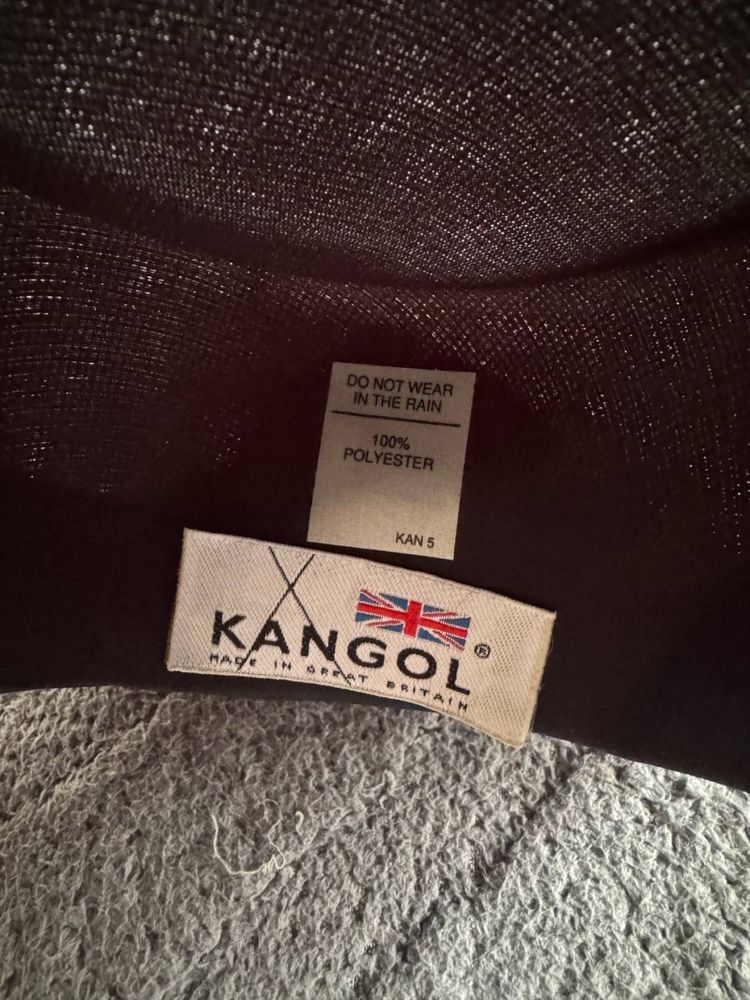 DO NOT WEAR
IN THE RAIN
100%
POLYESTER
KAN 5
KANGOL®
MADE IN GREAT BRITAIN